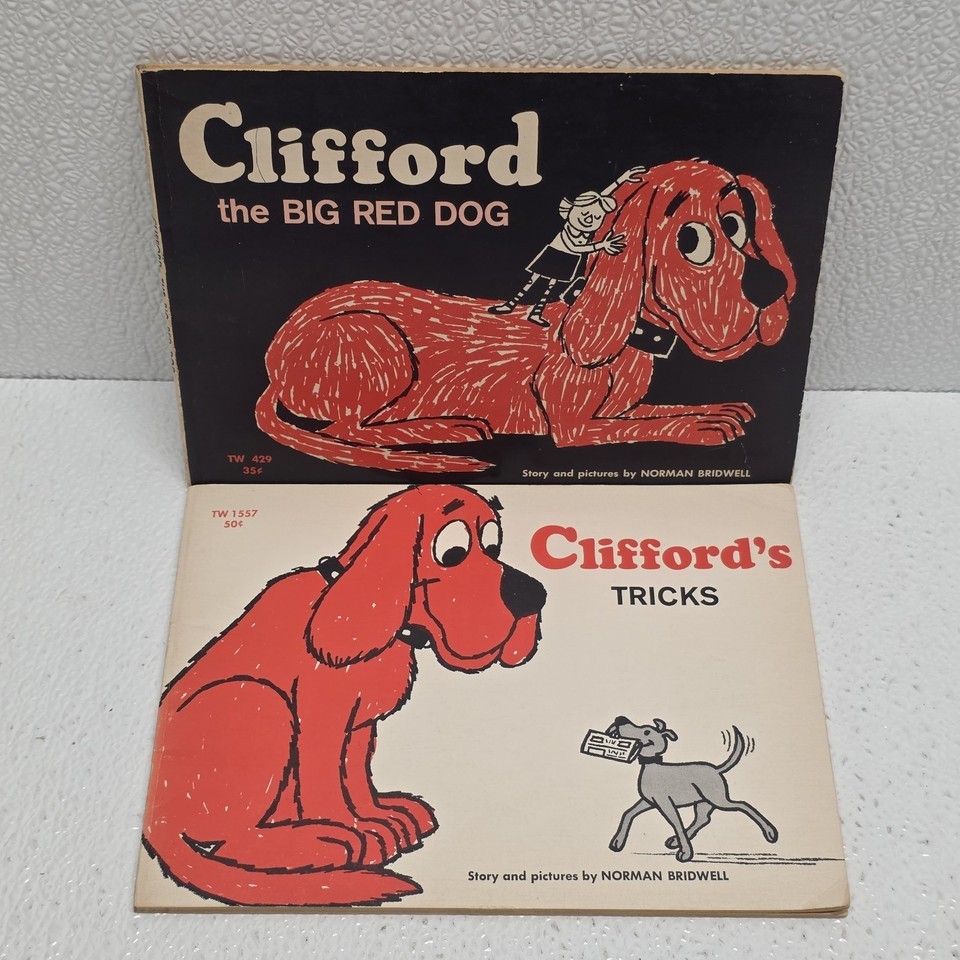 Clifford
the BIG RED DOG
TW 429
35¢
Story and pictures by NORMAN BRIDWELL
TW 1557
50¢
Clifford's
TRICKS
Story and pictures by NORMAN BRIDWELL